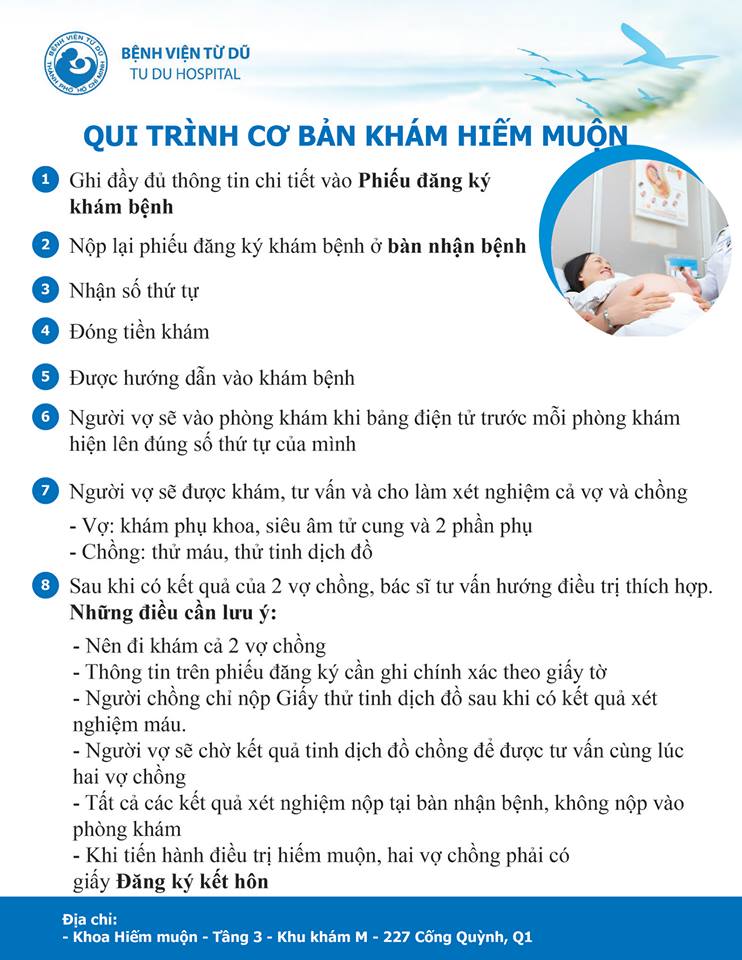 BỆNH VIỆN TỪ DŨ
THÀNH PHỐ HỒ CHÍ MINH
BỆNH VIỆN TỪ DŨ
TU DU HOSPITAL
QUI TRÌNH CƠ BẢN KHÁM HIẾM MUỘN
1 Ghi đầy đủ thông tin chi tiết vào Phiếu đăng ký
khám bệnh
2 Nộp lại phiếu đăng ký khám bệnh ở bàn nhận bệnh
3 Nhận số thứ tự
4 Đóng tiền khám
5 Được hướng dẫn vào khám bệnh
6 Người vợ sẽ vào phòng khám khi bảng điện tử trước mỗi phòng khám
hiện lên đúng số thứ tự của mình
7 Người vợ sẽ được khám, tư vấn và cho làm xét nghiệm cả vợ và chồng
- Vợ: khám phụ khoa, siêu âm tử cung và 2 phần phụ
- Chồng: thử máu, thử tinh dịch đồ
8 Sau khi có kết quả của 2 vợ chồng, bác sĩ tư vấn hướng điều trị thích hợp.
Những điều cần lưu ý:
- Nên đi khám cả 2 vợ chồng
- Thông tin trên phiếu đăng ký cần ghi chính xác theo giấy tờ
- Người chồng chỉ nộp Giấy thử tinh dịch đồ sau khi có kết quả xét
nghiệm máu.
- Người vợ sẽ chờ kết quả tinh dịch đồ chồng để được tư vấn cùng lúc
hai vợ chồng
- Tất cả các kết quả xét nghiệm nộp tại bàn nhận bệnh, không nộp vào
phòng khám
- Khi tiến hành điều trị hiếm muộn, hai vợ chồng phải có
giấy Đăng ký kết hôn
Địa chỉ:
- Khoa Hiếm muộn - Tầng 3 - Khu khám M - 227 Cống Quỳnh, Q1